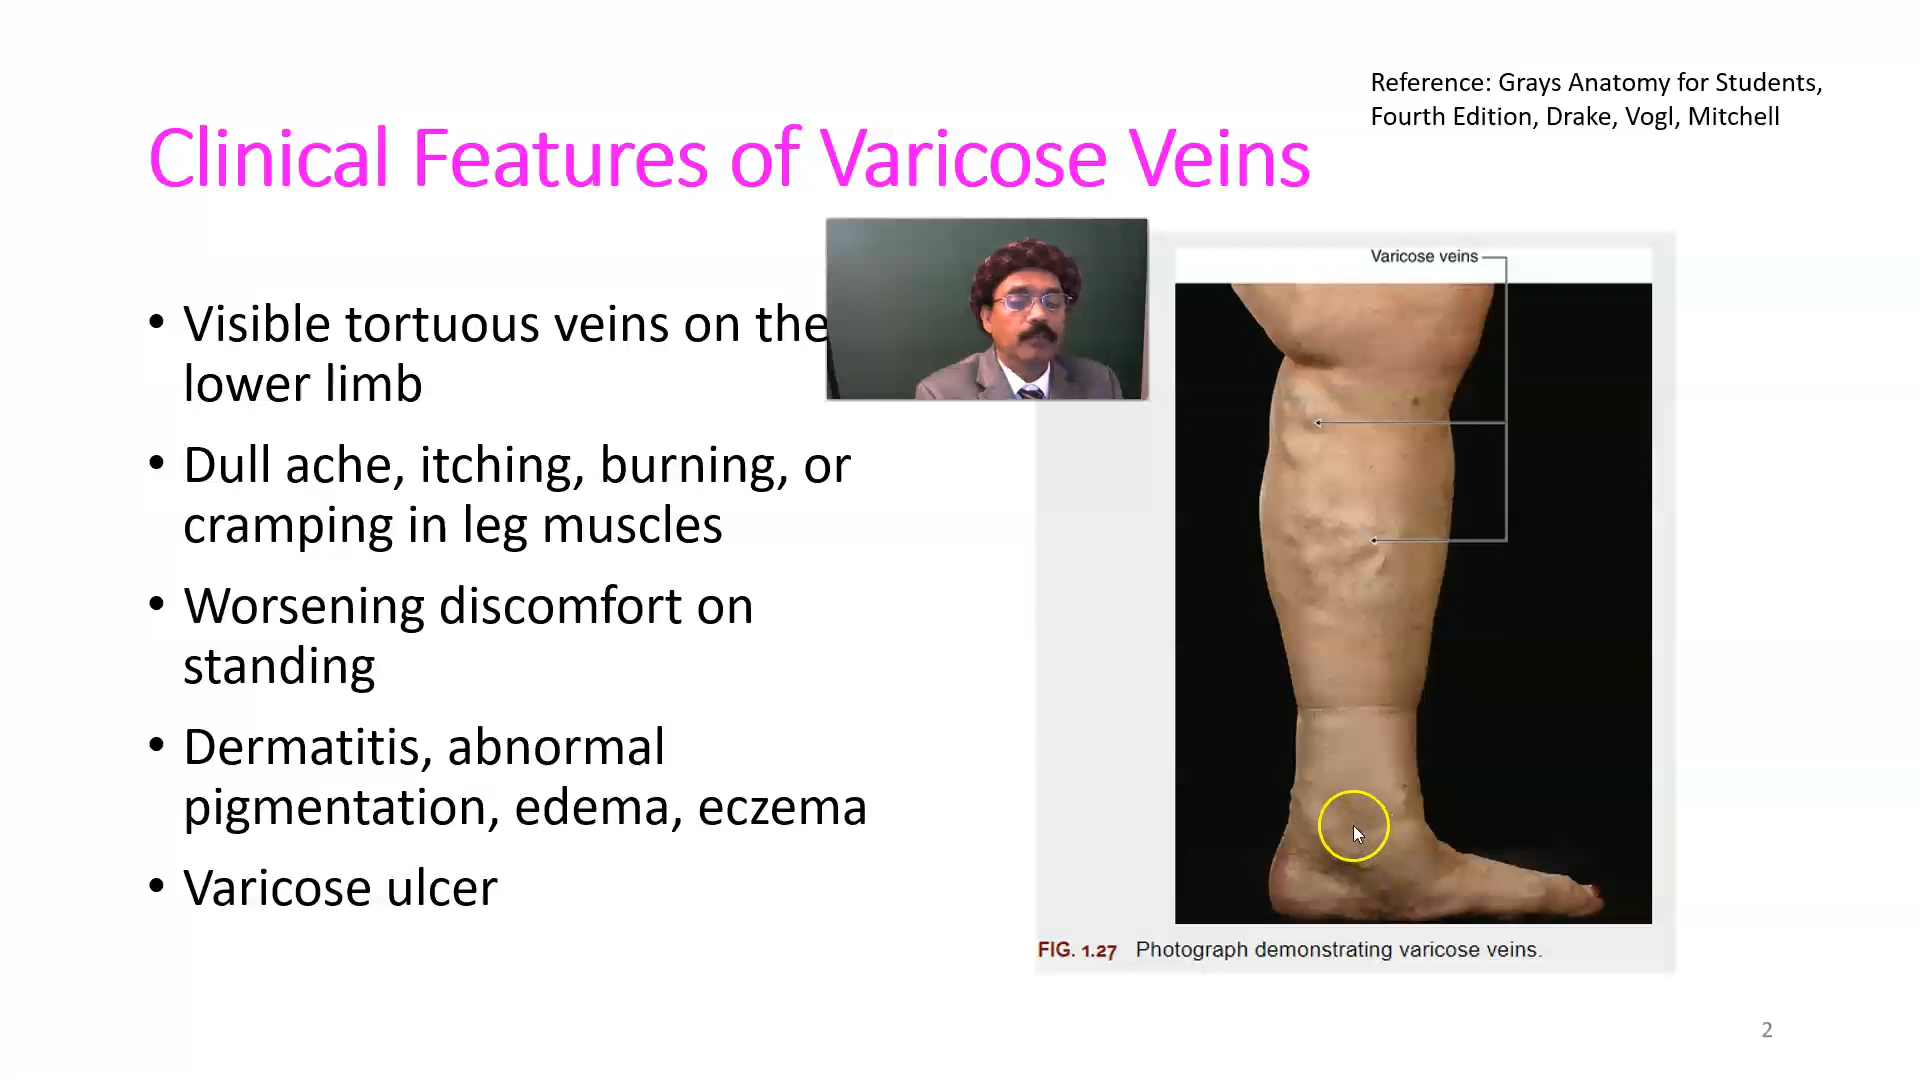 Reference: Grays Anatomy for Students,
Fourth Edition, Drake, Vogl, Mitchell
Clinical Features of Varicose Veins
• Visible tortuous veins on the
lower limb
• Dull ache, itching, burning, or
cramping in leg muscles
• Worsening discomfort on
standing
• Dermatitis, abnormal
pigmentation, edema, eczema
• Varicose ulcer
Varicose veins
FIG. 1.27 Photograph demonstrating varicose veins.
2